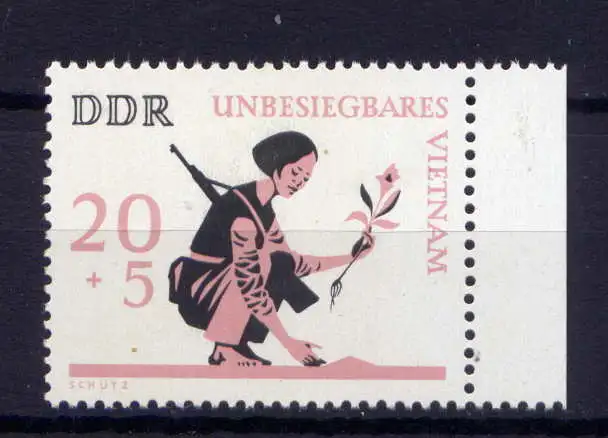 DDR
UNBESIEGBARES
VIETNAM
20
+ 5
SCHÜTZ